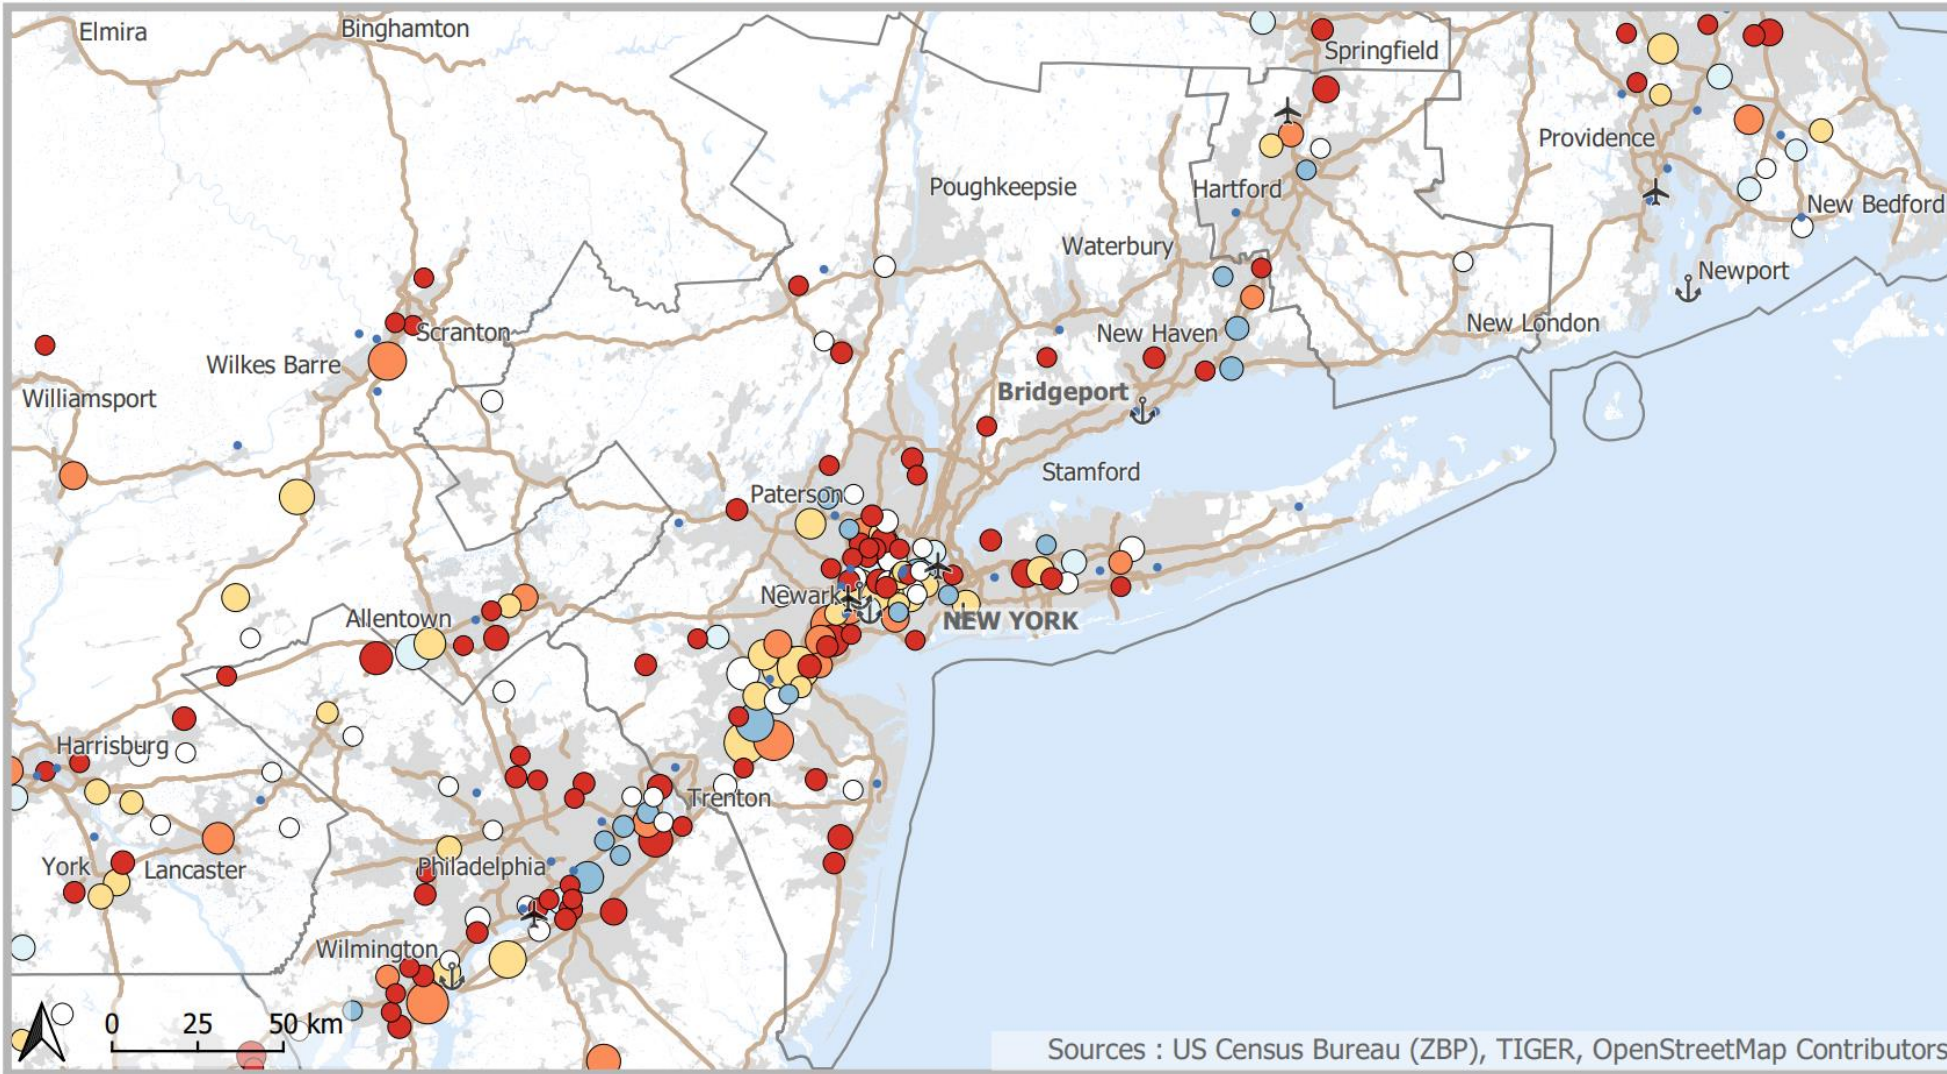 Elmira
Binghamton
Springfield
Providence
Poughkeepsie
Hartford
New Bedford
Waterbury
Newport
Scranton
New Haven
New London
Wilkes Barre
Williamsport
Bridgeport
Stamford
Paterson
Newark
Allentown
NEW YORK
Harrisburg
Trenton
York
Lancaster
Philadelphia
Wilmington
0 25 50 km
Sources : US Census Bureau (ZBP), TIGER, OpenStreetMap Contributors